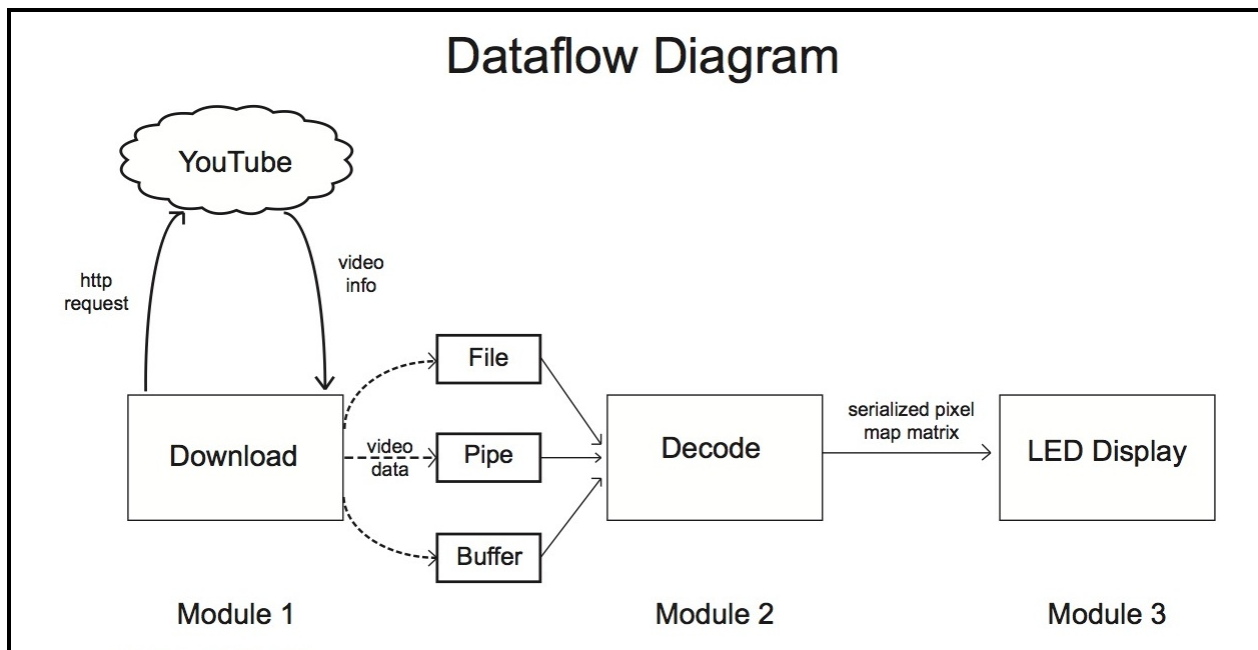 Dataflow Diagram
YouTube
http
request
video
info
File
Download
video
data
Pipe
Decode
serialized pixel
map matrix
LED Display
Buffer
Module 1
Module 2
Module 3